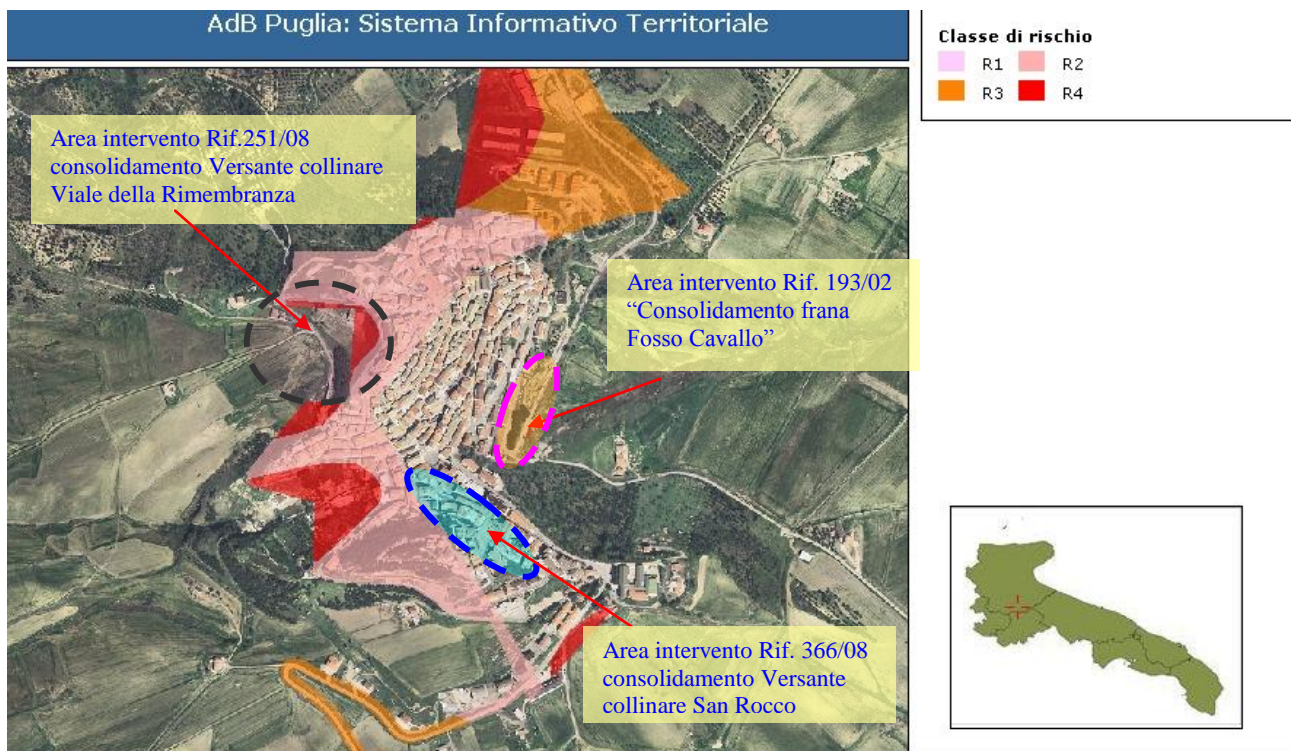 AdB Puglia: Sistema Informativo Territoriale
Classe di rischio
R1 R2
R3 R4
Area intervento Rif.251/08
consolidamento Versante collinare
Viale della Rimembranza
Area intervento Rif. 193/02
“Consolidamento frana
Fosso Cavallo”
Area intervento Rif. 366/08
consolidamento Versante
collinare San Rocco